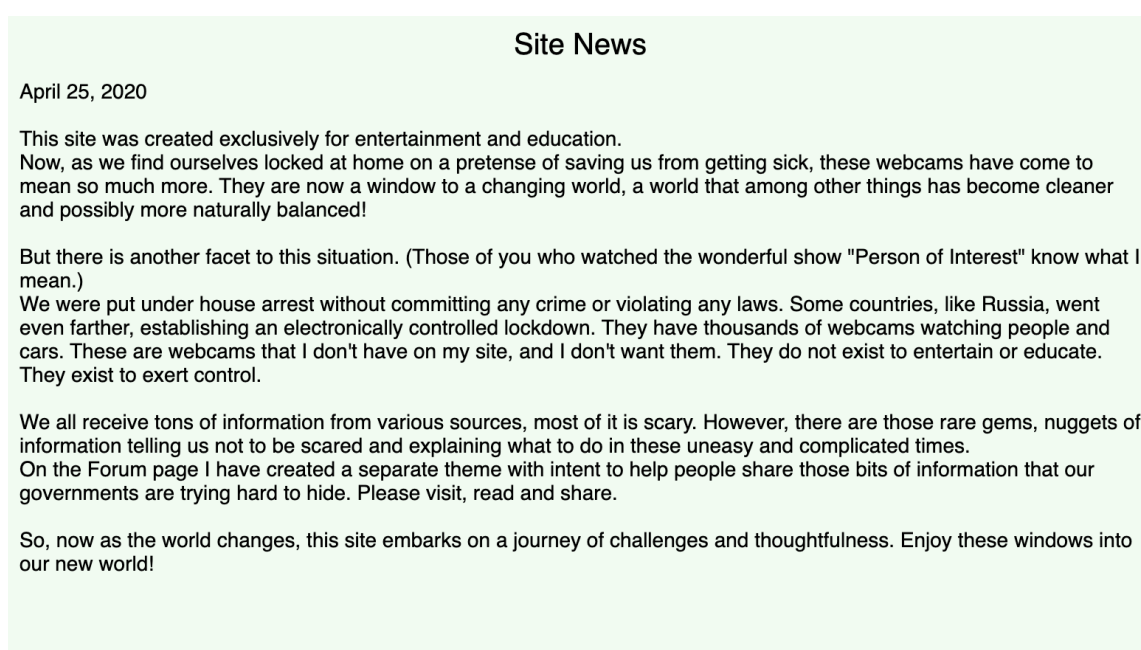 Site News
April 25, 2020
This site was created exclusively for entertainment and education.
Now, as we find ourselves locked at home on a pretense of saving us from getting sick, these webcams have come to
mean so much more. They are now a window to a changing world, a world that among other things has become cleaner
and possibly more naturally balanced!
But there is another facet to this situation. (Those of you who watched the wonderful show "Person of Interest" know what I
mean.)
We were put under house arrest without committing any crime or violating any laws. Some countries, like Russia, went
even farther, establishing an electronically controlled lockdown. They have thousands of webcams watching people and
cars. These are webcams that I don't have on my site, and I don't want them. They do not exist to entertain or educate.
They exist to exert control.
We all receive tons of information from various sources, most of it is scary. However, there are those rare gems, nuggets of
information telling us not to be scared and explaining what to do in these uneasy and complicated times.
On the Forum page I have created a separate theme with intent to help people share those bits of information that our
governments are trying hard to hide. Please visit, read and share.
So, now as the world changes, this site embarks on a journey of challenges and thoughtfulness. Enjoy these windows into
our new world!